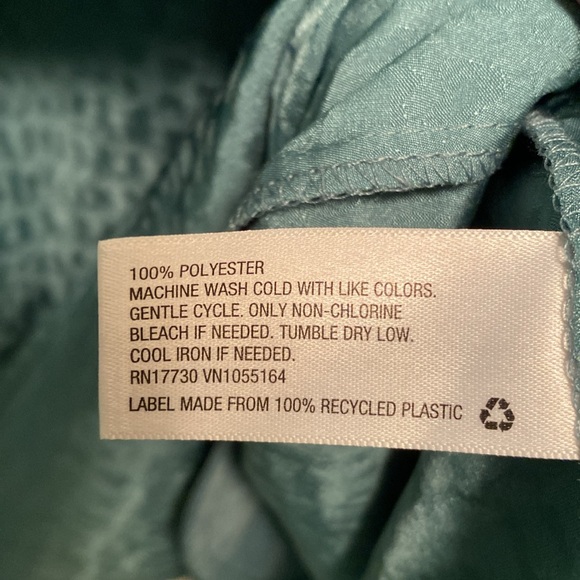 100% POLYESTER
MACHINE WASH COLD WITH LIKE COLORS.
GENTLE CYCLE. ONLY NON-CHLORINE
BLEACH IF NEEDED. TUMBLE DRY LOW.
COOL IRON IF NEEDED.
RN17730 VN1055164
LABEL MADE FROM 100% RECYCLED PLASTIC